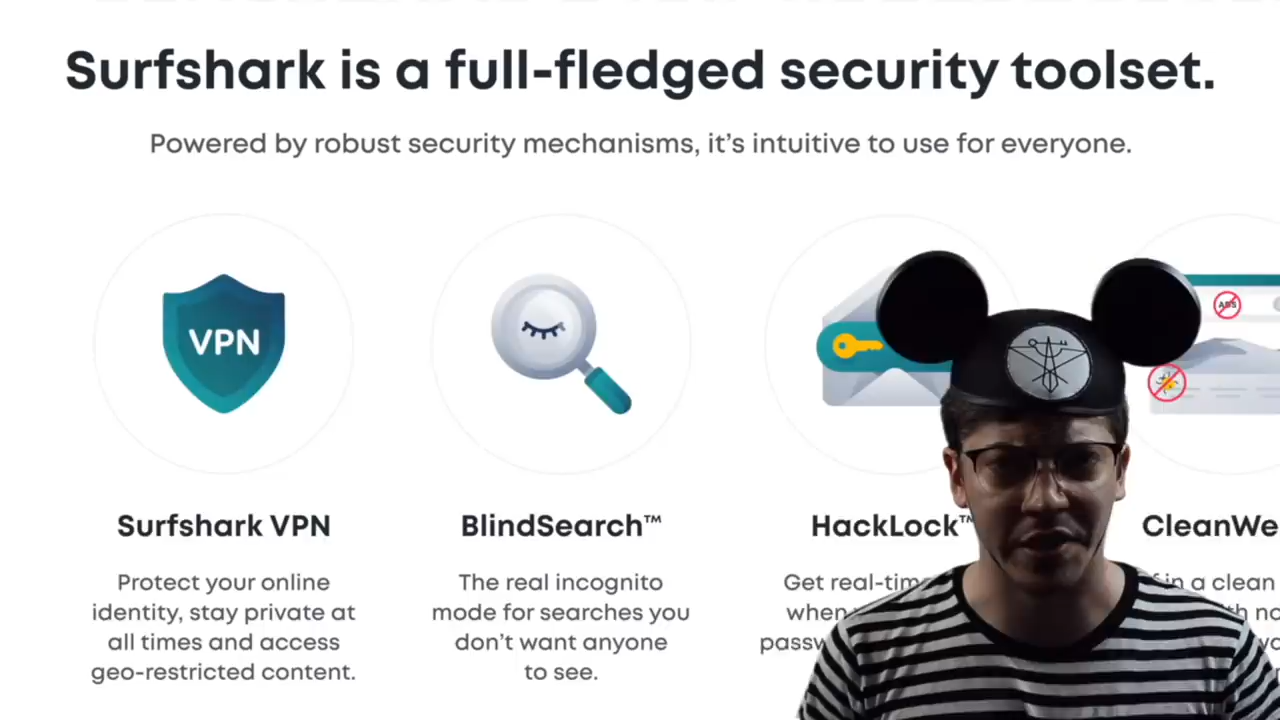 Surfshark is a full-fledged security toolset.
Powered by robust security mechanisms, it's intuitive to use for everyone.
VPN
ADS
Surfshark VPN
BlindSearch™
HackLock™
CleanWe
Protect your online
identity, stay private at
all times and access
geo-restricted content.
The real incognito
mode for searches you
don't want anyone
to see.
Get real-tim
when
passw
in a clean